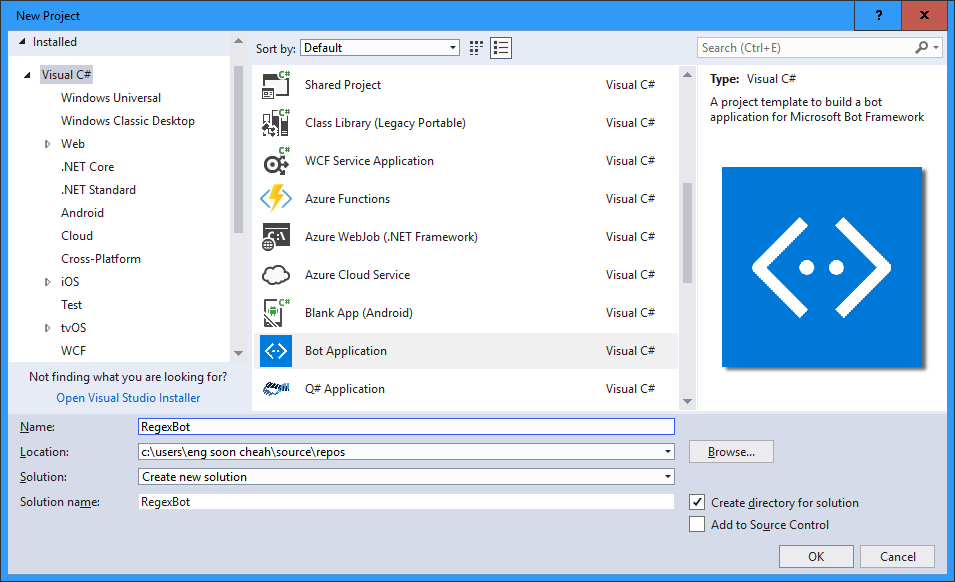 New Project
?
x
Installed
Visual C#
Windows Universal
Windows Classic Desktop
Web
.NET Core
.NET Standard
Android
Cloud
Cross-Platform
iOS
Test
tvOS
WCF
Not finding what you are looking for?
Open Visual Studio Installer
Sort by: Default
C# Shared Project Visual C#
C# Class Library (Legacy Portable) Visual C#
C# WCF Service Application Visual C#
Azure Functions Visual C#
C:\ Azure WebJob (.NET Framework) Visual C#
Azure Cloud Service Visual C#
C# Blank App (Android) Visual C#
Bot Application Visual C#
Q# Application Visual C#
Search (Ctrl+E)
Type: Visual C#
A project template to build a bot
application for Microsoft Bot Framework
Name: RegexBot
Location: c:\users\eng soon cheah\source\repos
Browse...
Solution: Create new solution
Solution name: RegexBot
Create directory for solution
Add to Source Control
OK
Cancel